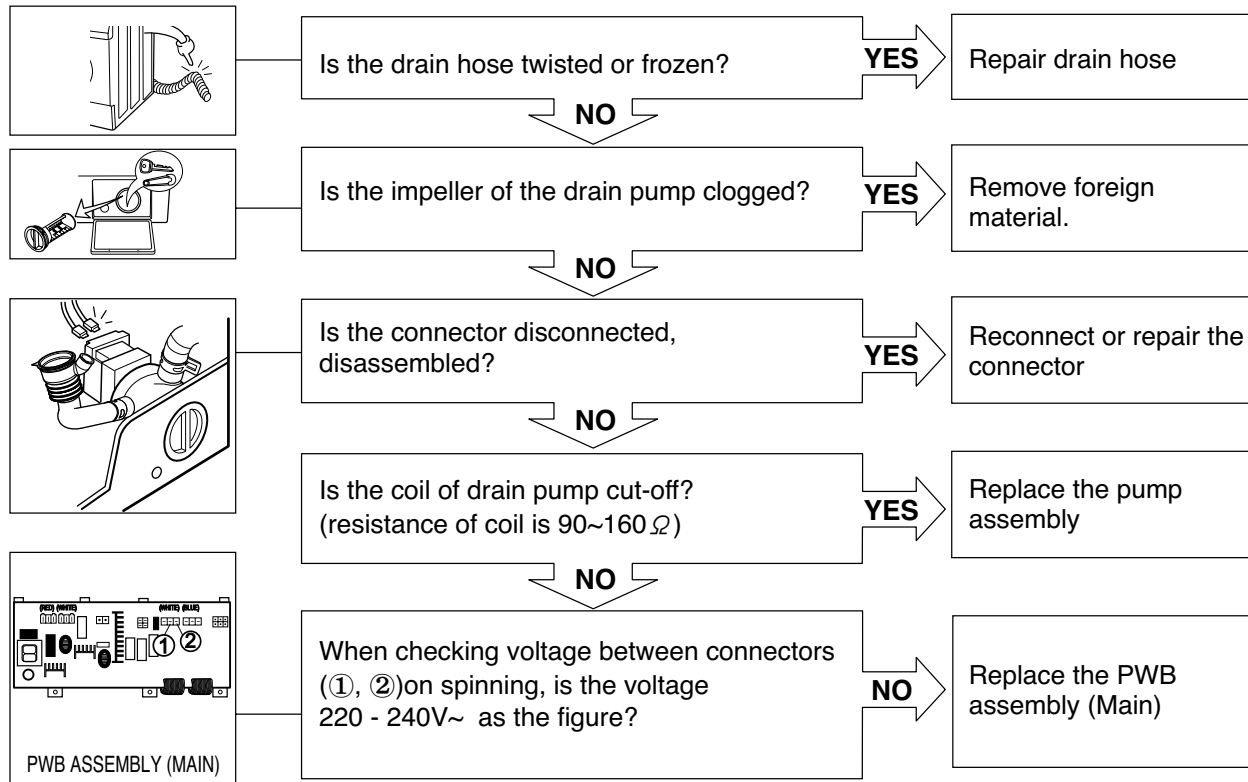 Is the drain hose twisted or frozen?
YES
Repair drain hose
NO
Is the impeller of the drain pump clogged?
YES
Remove foreign
material.
NO
Is the connector disconnected,
disassembled?
YES
Reconnect or repair the
connector
NO
Is the coil of drain pump cut-off?
(resistance of coil is 90~160Ω)
YES
Replace the pump
assembly
NO
(RED) (WHITE) (WHITE) (BLUE)
① ②
PWB ASSEMBLY (MAIN)
When checking voltage between connectors
(①, ②)on spinning, is the voltage
220 - 240V~ as the figure?
NO
Replace the PWB
assembly (Main)